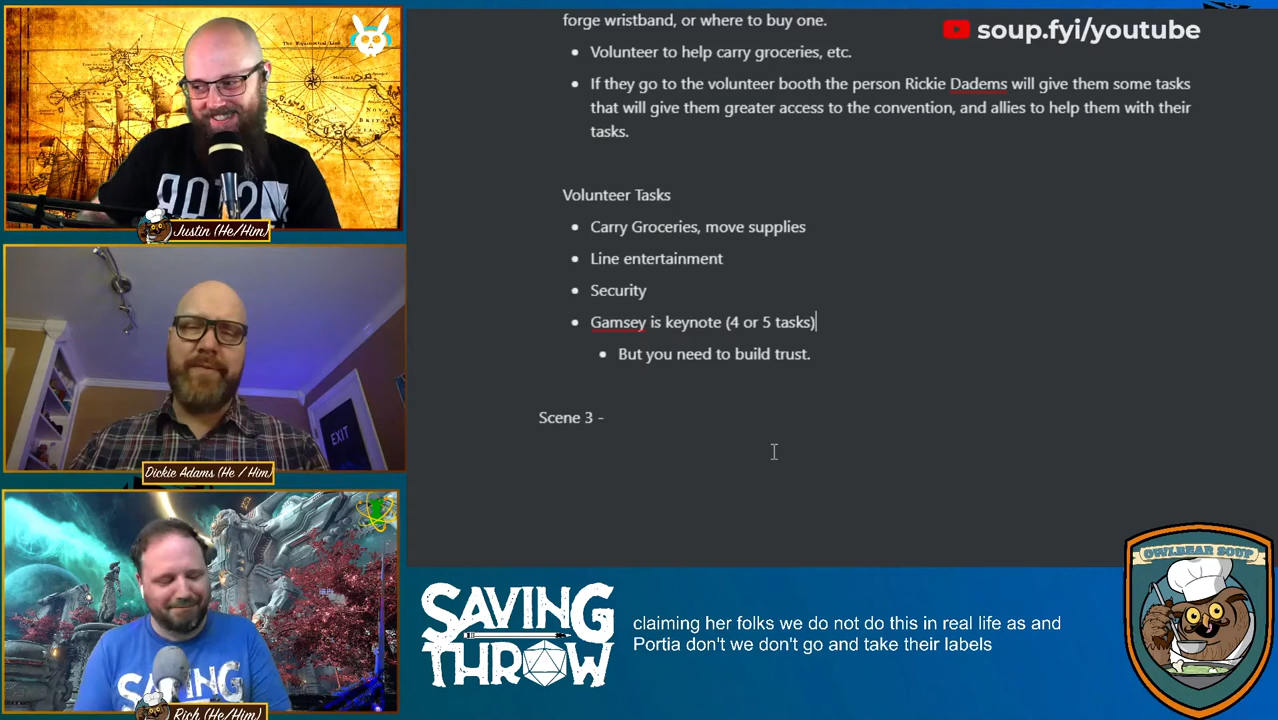 forge wristband, or where to buy one.
soup.fyi/youtube
• Volunteer to help carry groceries, etc.
• If they go to the volunteer booth the person Rickie Dadems will give them some tasks
that will give them greater access to the convention, and allies to help them with their
tasks.
Volunteer Tasks
• Carry Groceries, move supplies
• Line entertainment
• Security
• Gamsey is keynote (4 or 5 tasks)
• But you need to build trust.
Scene 3 -
Justin (He/Him)
EXIT
Dickie Adams (He / Him)
Rich (He/Him)
SAVING
THROW
claiming her folks we do not do this in real life as and
Portia don't we don't go and take their labels
OWLBEAR SOUP